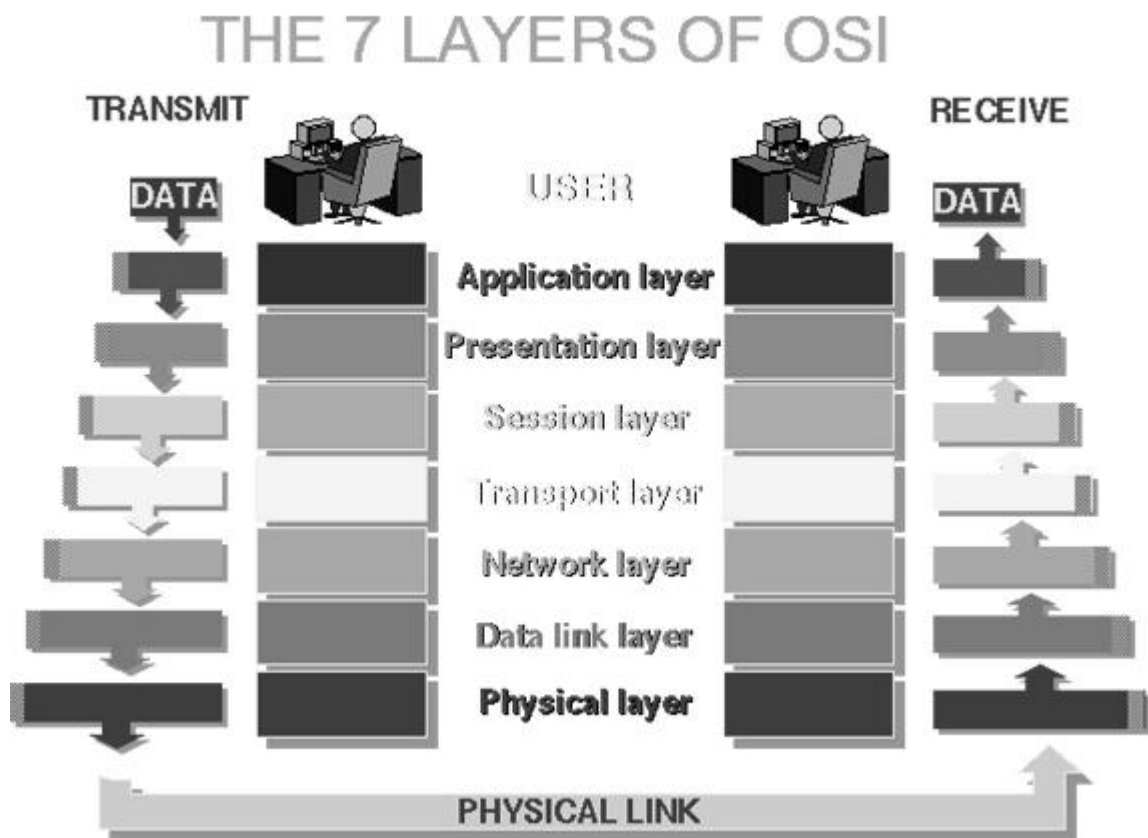 THE 7 LAYERS OF OSI
TRANSMIT
RECEIVE
DATA
USER
DATA
Application layer
Presentation layer
Session layer
Transport layer
Network layer
Data link layer
Physical layer
PHYSICAL LINK